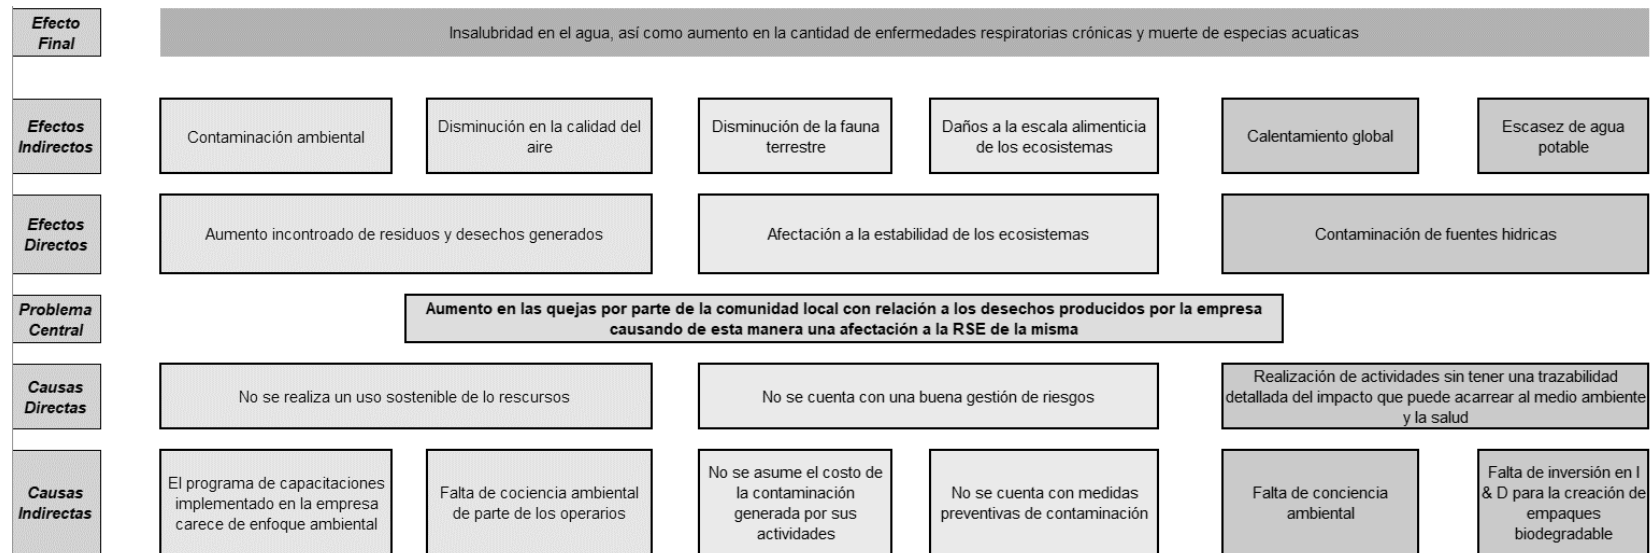 Efecto
Final
Insalubridad en el agua, así como aumento en la cantidad de enfermedades respiratorias crónicas y muerte de especies acuaticas
Efectos
Indirectos
Contaminación ambiental
Disminución en la calidad del
aire
Disminución de la fauna
terrestre
Daños a la escala alimenticia
de los ecosistemas
Calentamiento global
Escasez de agua
potable
Efectos
Directos
Aumento incontroado de residuos y desechos generados
Afectación a la estabilidad de los ecosistemas
Contaminación de fuentes hidricas
Problema
Central
Aumento en las quejas por parte de la comunidad local con relación a los desechos producidos por la empresa
causando de esta manera una afectación a la RSE de la misma
Causas
Directas
No se realiza un uso sostenible de lo rescursos
No se cuenta con una buena gestión de riesgos
Realización de actividades sin tener una trazabilidad
detallada del impacto que puede acarrear al medio ambiente
y la salud
Causas
Indirectas
El programa de capacitaciones
implementado en la empresa
carece de enfoque ambiental
Falta de cociencia ambiental
de parte de los operarios
No se asume el costo de
la contaminación
generada por sus
actividades
No se cuenta con medidas
preventivas de contaminación
Falta de conciencia
ambiental
Falta de inversión en I
& D para la creación de
empaques
biodegradable